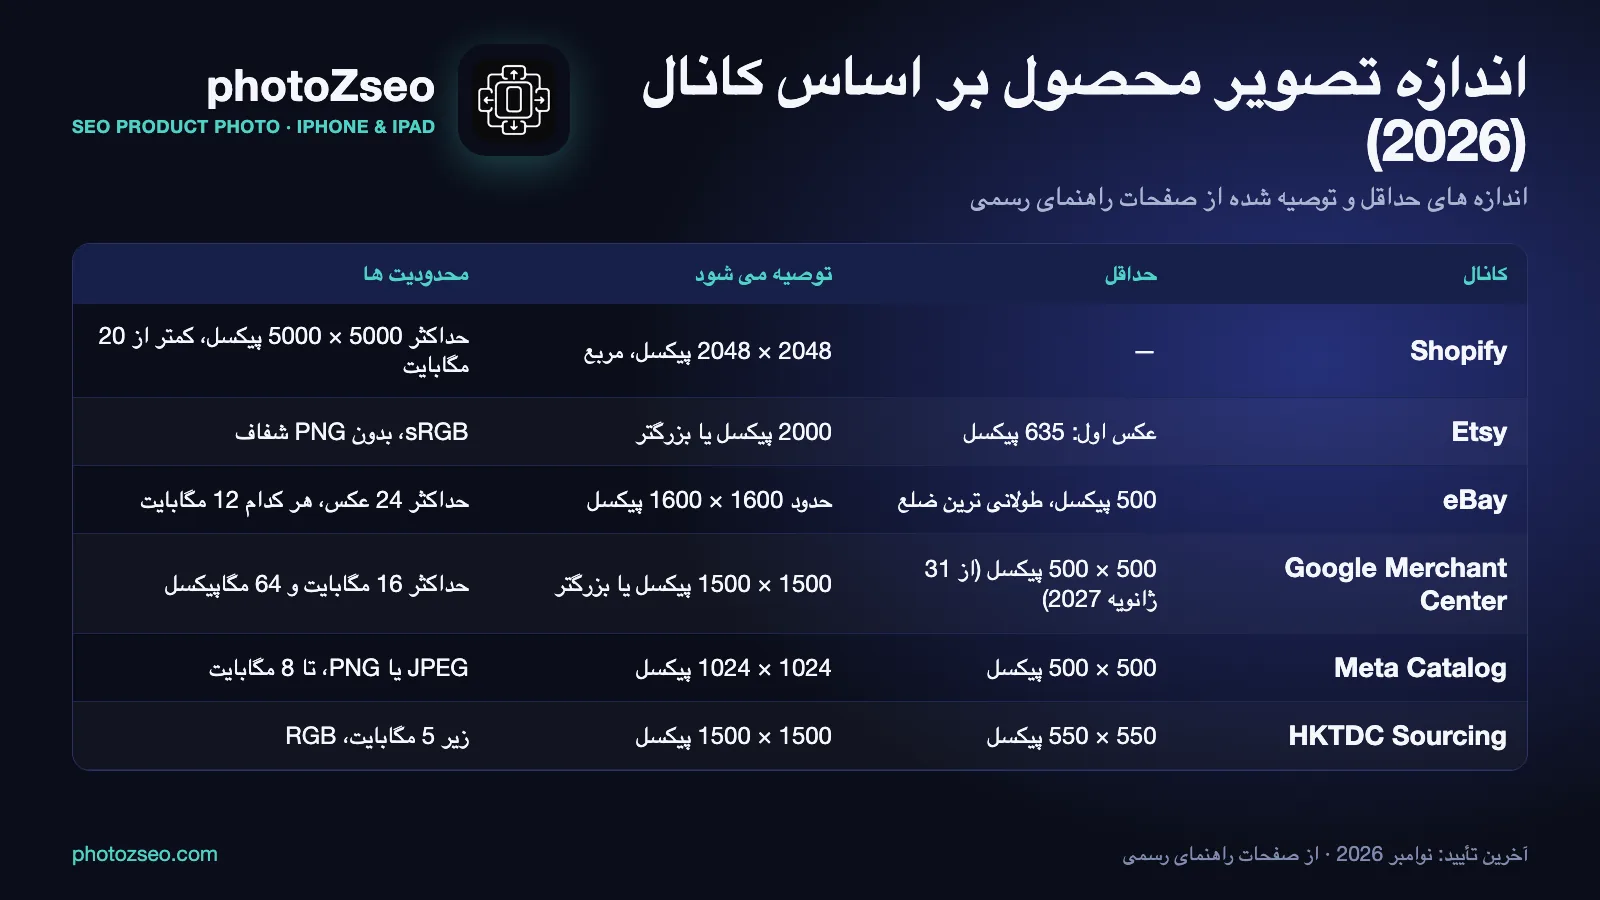 اندازه تصویر محصول بر اساس کانال
(2026)
اندازه های حداقل و توصیه شده از صفحات راهنمای رسمی
photoZseo
SEO PRODUCT PHOTO · IPHONE & IPAD
کانال
حداقل
توصیه می شود
محدودیت ها
Shopify
—
2048 × 2048 پیکسل، مربع
حداکثر 5000 × 5000 پیکسل، کمتر از 20
مگابایت
Etsy
عکس اول: 635 پیکسل
2000 پیکسل یا بزرگتر
sRGB، بدون PNG شفاف
eBay
500 پیکسل، طولانی ترین ضلع
حدود 1600 × 1600 پیکسل
حداکثر 24 عکس، هر کدام 12 مگابایت
Google Merchant
Center
500 × 500 پیکسل (از 31
ژانویه 2027)
1500 × 1500 پیکسل یا بزرگتر
حداکثر 16 مگابایت و 64 مگاپیکسل
Meta Catalog
500 × 500 پیکسل
1024 × 1024 پیکسل
JPEG یا PNG، تا 8 مگابایت
HKTDC Sourcing
550 × 550 پیکسل
1500 × 1500 پیکسل
زیر 5 مگابایت، RGB
آخرین تأیید: نوامبر 2026 · از صفحات راهنمای رسمی
photozseo.com